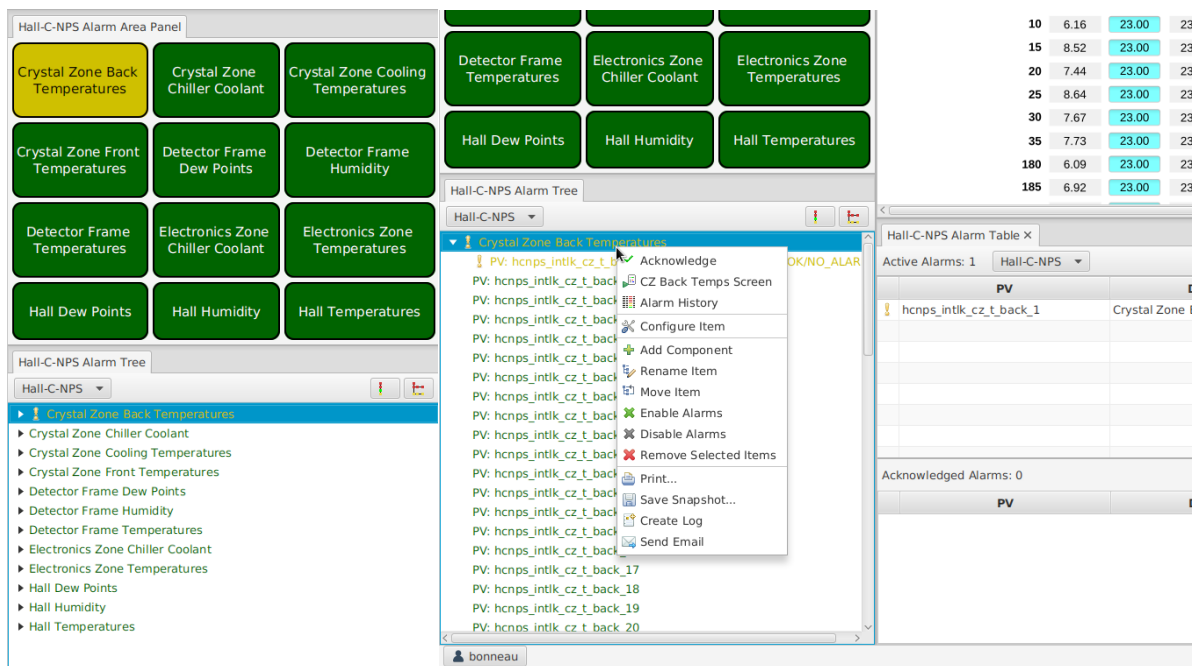 Hall-C-NPS Alarm Area Panel
Crystal Zone Back
Temperatures
Crystal Zone
Chiller Coolant
Crystal Zone Cooling
Temperatures
Crystal Zone Front
Temperatures
Detector Frame
Dew Points
Detector Frame
Humidity
Detector Frame
Temperatures
Electronics Zone
Chiller Coolant
Electronics Zone
Temperatures
Hall Dew Points
Hall Humidity
Hall Temperatures
Hall-C-NPS Alarm Tree
Hall-C-NPS
Crystal Zone Back Temperatures
Crystal Zone Chiller Coolant
Crystal Zone Cooling Temperatures
Crystal Zone Front Temperatures
Detector Frame Dew Points
Detector Frame Humidity
Detector Frame Temperatures
Electronics Zone Chiller Coolant
Electronics Zone Temperatures
Hall Dew Points
Hall Humidity
Hall Temperatures
Detector Frame
Temperatures
Electronics Zone
Chiller Coolant
Electronics Zone
Temperatures
Hall Dew Points
Hall Humidity
Hall Temperatures
Hall-C-NPS Alarm Tree
Hall-C-NPS
Crystal Zone Back Temperatures
PV: hcnps_intlk_cz_t_b OK/NO_ALAR
PV: hcnps_intlk_cz_t_back
PV: hcnps_intlk_cz_t_back
PV: hcnps_intlk_cz_t_back
PV: hcnps_intlk_cz_t_back
PV: hcnps_intlk_cz_t_back
PV: hcnps_intlk_cz_t_back
PV: hcnps_intlk_cz_t_back
PV: hcnps_intlk_cz_t_back
PV: hcnps_intlk_cz_t_back
PV: hcnps_intlk_cz_t_back
PV: hcnps_intlk_cz_t_back
PV: hcnps_intlk_cz_t_back
PV: hcnps_intlk_cz_t_back
PV: hcnps_intlk_cz_t_back
PV: hcnps_intlk_cz_t_back_
PV: hcnps_intlk_cz_t_back_17
PV: hcnps_intlk_cz_t_back_18
PV: hcnps_intlk_cz_t_back_19
PV: hcnps_intlk_cz_t_back_20
Acknowledge
CZ Back Temps Screen
Alarm History
Configure Item
Add Component
Rename Item
Move Item
Enable Alarms
Disable Alarms
Remove Selected Items
Print...
Save Snapshot...
Create Log
Send Email
bonneau
10 6.16 23.00 23
15 8.52 23.00 23
20 7.44 23.00 23
25 8.64 23.00 23
30 7.67 23.00 23
35 7.73 23.00 23
180 6.09 23.00 23
185 6.92 23.00 23
Hall-C-NPS Alarm Table
Active Alarms: 1 Hall-C-NPS
PV D
hcnps_intlk_cz_t_back_1 Crystal Zone
Acknowledged Alarms: 0
PV